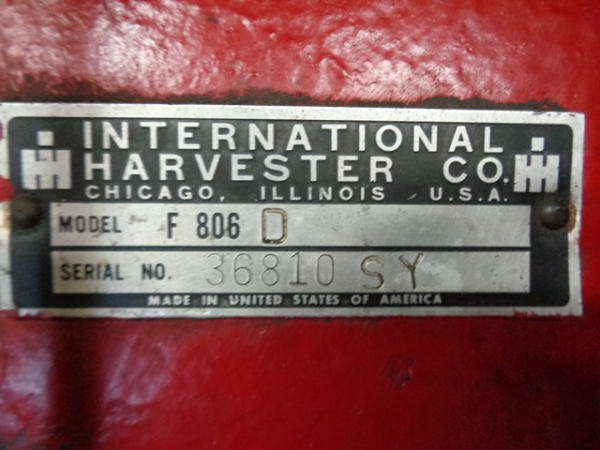 INTERNATIONAL
HARVESTER CO.
CHICAGO, ILLINOIS U.S.A.
MODEL F 806 D
SERIAL NO. 36810 SY
MADE IN UNITED STATES OF AMERICA